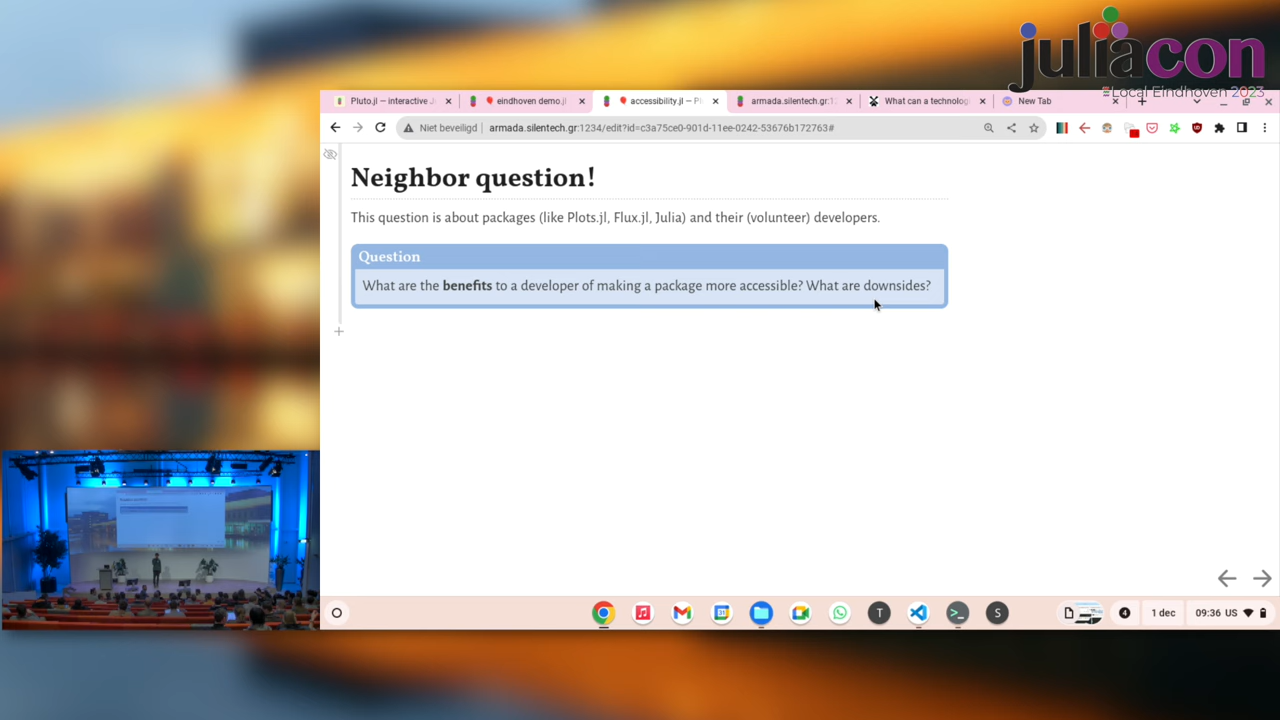 juliacon
Local Eindhoven 2023
Pluto.jl — interactive J
eindhoven demo.jl
accessibility.jl — P
armada.silentech.gr:1
What can a technolog
New Tab
Niet beveiligd
armada.silentech.gr:1234/edit?id=c3a75ce0-901d-11ee-0242-53676b172763#
Neighbor question!
This question is about packages (like Plots.jl, Flux.jl, Julia) and their (volunteer) developers.
Question
What are the benefits to a developer of making a package more accessible? What are downsides?
T
S
4
1 dec
09:36 US